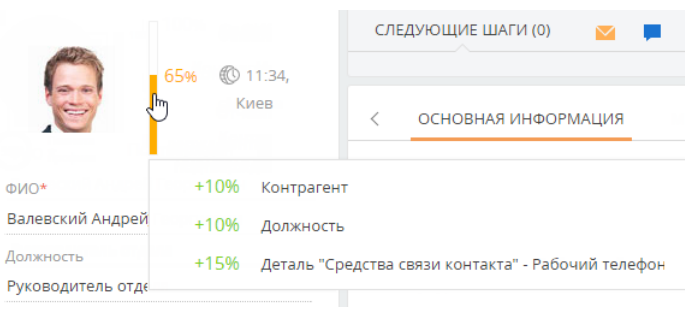 СЛЕДУЮЩИЕ ШАГИ (0)
65%
11:34,
Киев
ОСНОВНАЯ ИНФОРМАЦИЯ
ФИО*
Валевский Андрей
Должность
Руководитель отде
+10% Контрагент
+10% Должность
+15% Деталь "Средства связи контакта" - Рабочий телефон